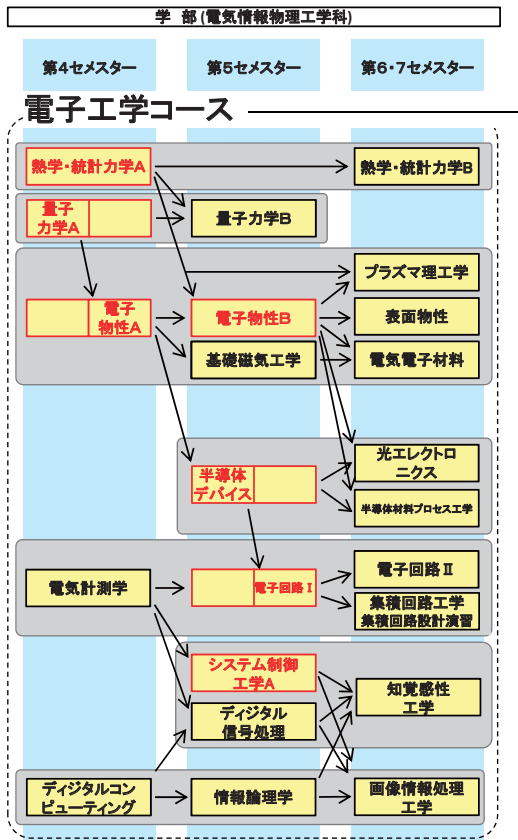 学 部(電気情報物理工学科)
第4セメスター
第5セメスター
第6・7セメスター
電子工学コース
熱学・統計力学A
熱学・統計力学B
量子
力学A
量子力学B
プラズマ理工学
電子
物性A
電子物性B
表面物性
基礎磁気工学
電気電子材料
光エレクトロ
ニクス
半導体
デバイス
半導体材料プロセス工学
電気計測学
電子回路Ⅰ
電子回路Ⅱ
集積回路工学
集積回路設計演習
システム制御
工学A
ディジタル
信号処理
知覚感性
工学
ディジタルコン
ピューティング
情報論理学
画像情報処理
工学